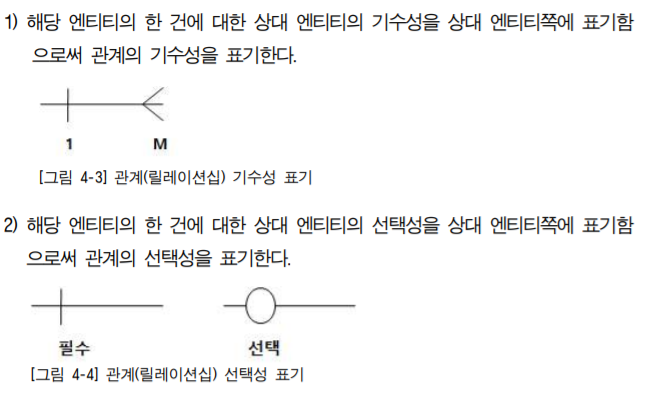 1) 해당 엔티티의 한 건에 대한 상대 엔티티의 기수성을 상대 엔티티쪽에 표기함
으로써 관계의 기수성을 표기한다.
1 M
[그림 4-3] 관계(릴레이션십) 기수성 표기
2) 해당 엔티티의 한 건에 대한 상대 엔티티의 선택성을 상대 엔티티쪽에 표기함
으로써 관계의 선택성을 표기한다.
필수 선택
[그림 4-4] 관계(릴레이션십) 선택성 표기